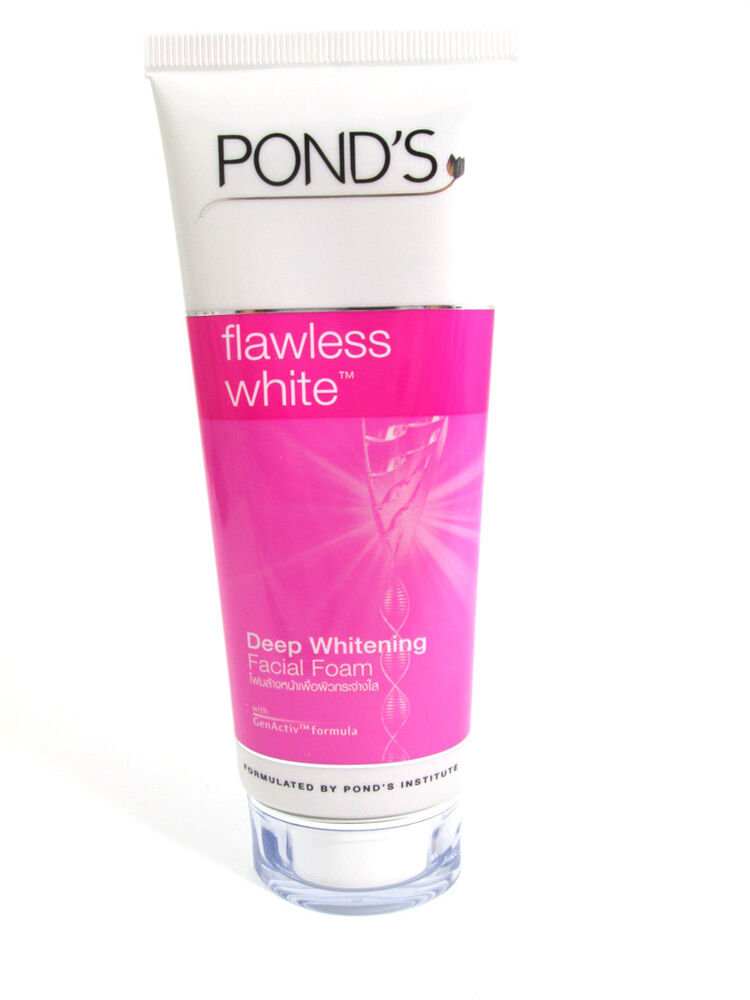 POND'S
flawless
white™
Deep Whitening
Facial Foam
โฟมล้างหน้าเพื่อผิวกระจ่างใส
with
GenActiv™ formula
FORMULATED BY POND'S INSTITUTE